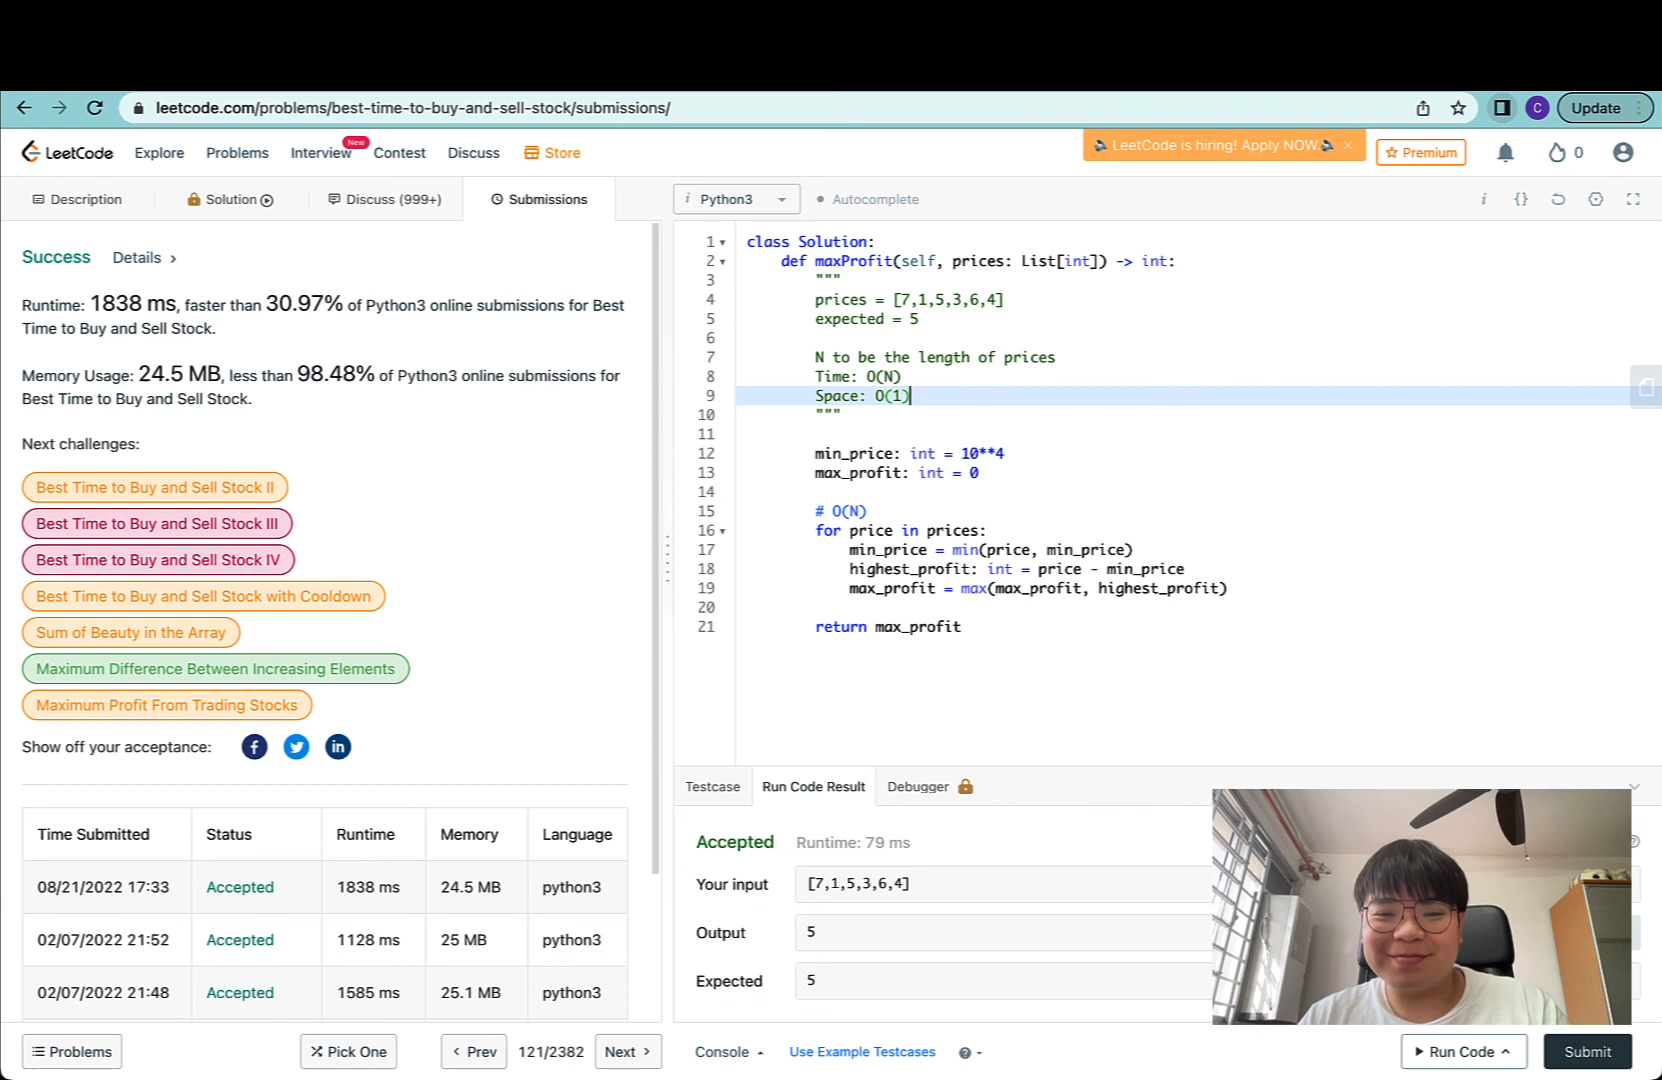 leetcode.com/problems/best-time-to-buy-and-sell-stock/submissions/
C
Update
LeetCode
Explore
Problems
Interview
New
Contest
Discuss
Store
LeetCode is hiring! Apply NOW.
×
Premium
0
Description
Solution
Discuss (999+)
Submissions
i Python3
Autocomplete
i {}
Success Details >
Runtime: 1838 ms, faster than 30.97% of Python3 online submissions for Best
Time to Buy and Sell Stock.
Memory Usage: 24.5 MB, less than 98.48% of Python3 online submissions for
Best Time to Buy and Sell Stock.
Next challenges:
Best Time to Buy and Sell Stock II
Best Time to Buy and Sell Stock III
Best Time to Buy and Sell Stock IV
Best Time to Buy and Sell Stock with Cooldown
Sum of Beauty in the Array
Maximum Difference Between Increasing Elements
Maximum Profit From Trading Stocks
Show off your acceptance:
Time Submitted Status Runtime Memory Language
08/21/2022 17:33 Accepted 1838 ms 24.5 MB python3
02/07/2022 21:52 Accepted 1128 ms 25 MB python3
02/07/2022 21:48 Accepted 1585 ms 25.1 MB python3
Problems
Pick One
< Prev
121/2382
Next >
1 class Solution:
2 def maxProfit(self, prices: List[int]) -> int:
3 """
4 prices = [7,1,5,3,6,4]
5 expected = 5
6
7 N to be the length of prices
8 Time: O(N)
9 Space: O(1)
10 """
11
12 min_price: int = 10**4
13 max_profit: int = 0
14
15 # O(N)
16 for price in prices:
17 min_price = min(price, min_price)
18 highest_profit: int = price - min_price
19 max_profit = max(max_profit, highest_profit)
20
21 return max_profit
Testcase
Run Code Result
Debugger
Accepted Runtime: 79 ms
Your input [7,1,5,3,6,4]
Output 5
Expected 5
Console
Use Example Testcases
?
Run Code
Submit